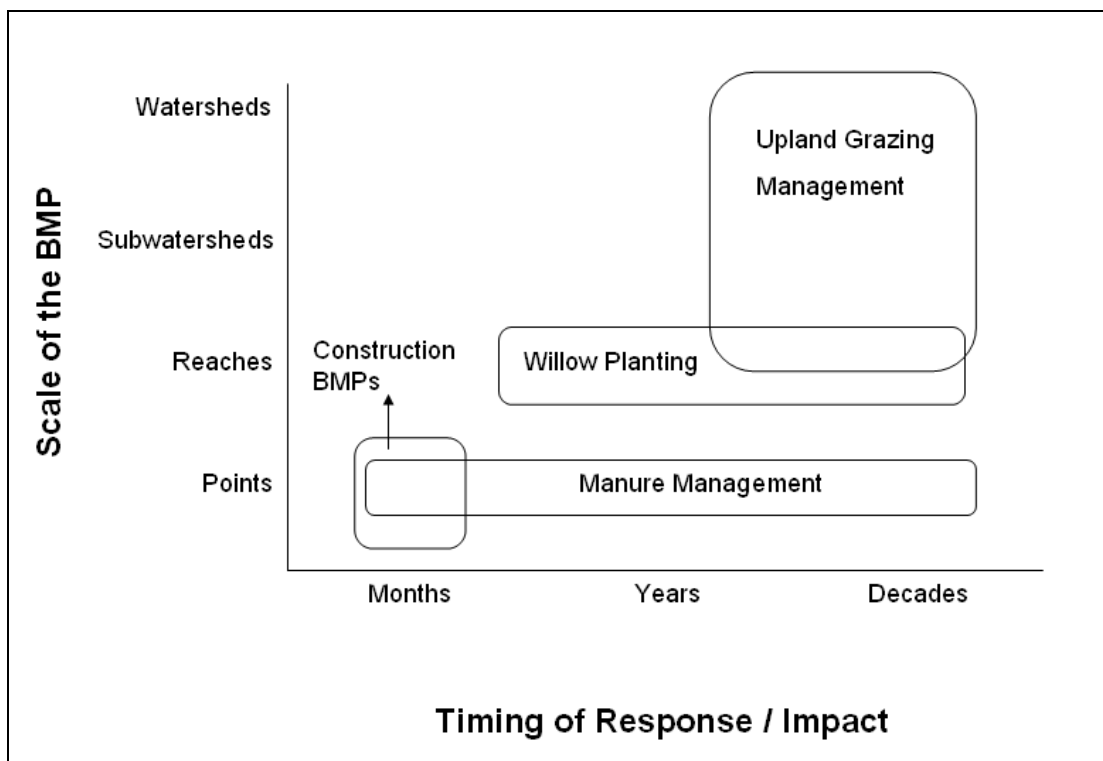 Watersheds
Upland Grazing
Management
Subwatersheds
Scale of the BMP
Construction
BMPs
Reaches
Willow Planting
Points
Manure Management
Months
Years
Decades
Timing of Response / Impact